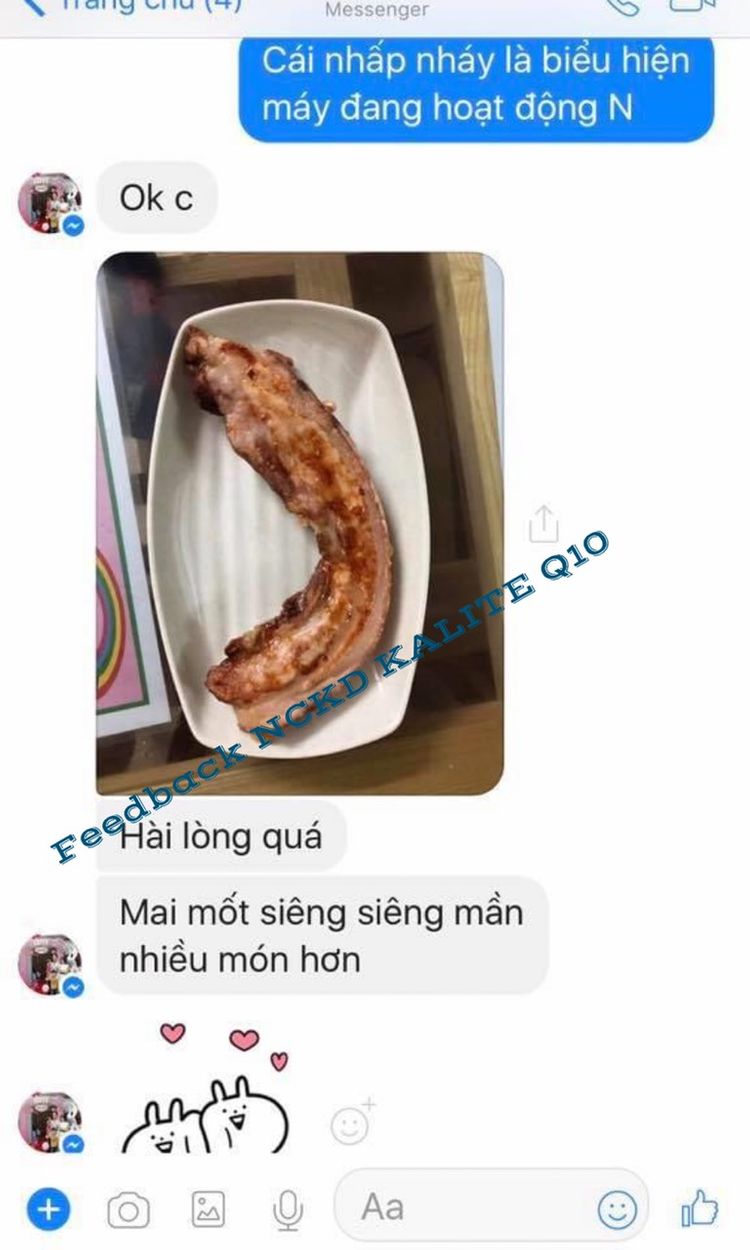 Trang chủ (4)
Messenger
Cái nhấp nháy là biểu hiện
máy đang hoạt động N
Ok c
Feedback NCKD KALITE Q10
Hài lòng quá
Mai mốt siêng siêng mần
nhiều món hơn
Aa